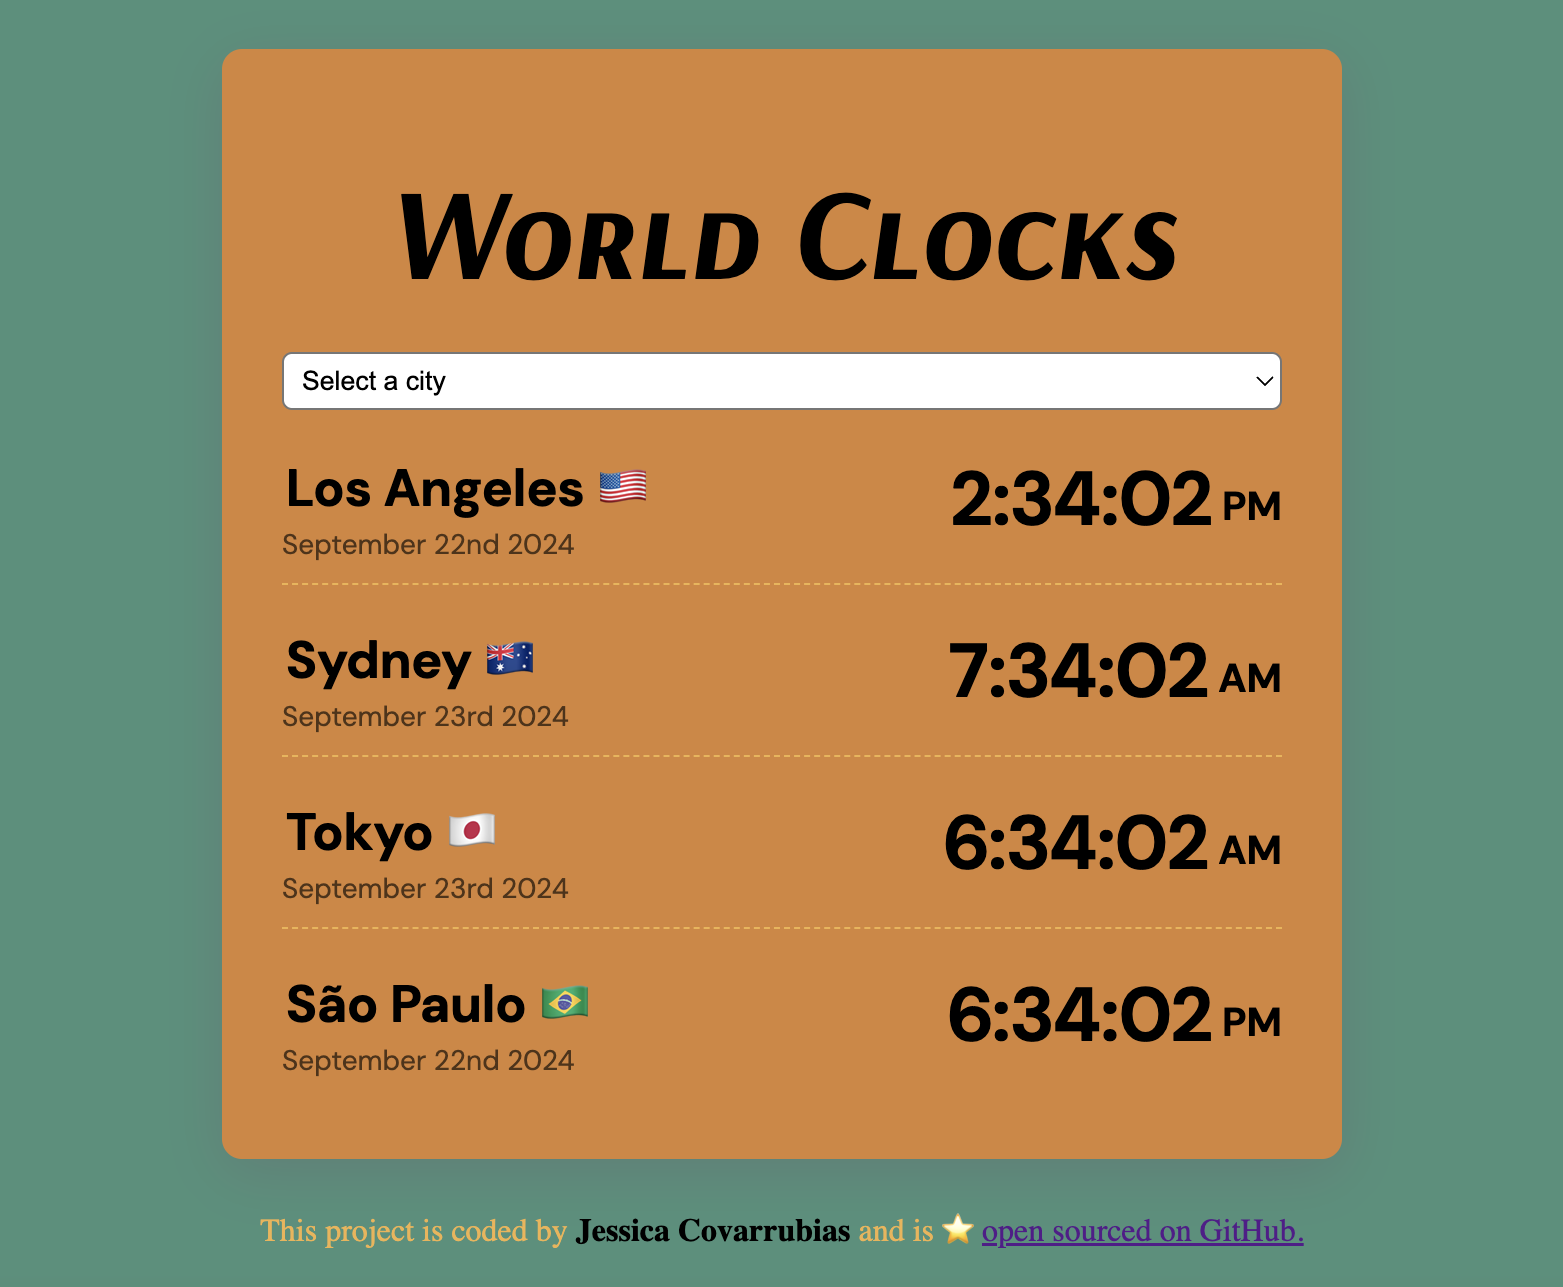 World Clocks
Select a city
Los Angeles 🇺🇸 2:34:02 PM
September 22nd 2024
Sydney 🇦🇺 7:34:02 AM
September 23rd 2024
Tokyo 🇯🇵 6:34:02 AM
September 23rd 2024
São Paulo 🇧🇷 6:34:02 PM
September 22nd 2024
This project is coded by Jessica Covarrubias and is ⭐ open sourced on GitHub.